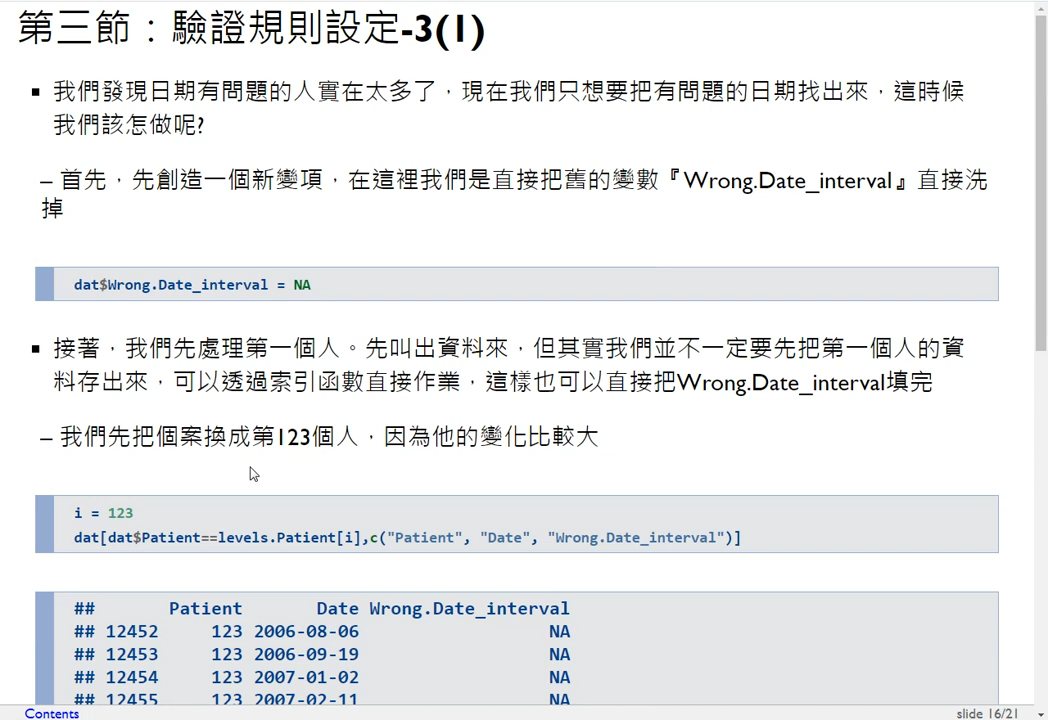 第三節：驗證規則設定-3(1)
我們發現日期有問題的人實在太多了，現在我們只想要把有問題的日期找出來，這時候
我們該怎做呢?
– 首先，先創造一個新變項，在這裡我們是直接把舊的變數『Wrong.Date_interval』直接洗
掉
dat$Wrong.Date_interval = NA
接著，我們先處理第一個人。先叫出資料來，但其實我們並不一定要先把第一個人的資
料存出來，可以透過索引函數直接作業，這樣也可以直接把Wrong.Date_interval填完
– 我們先把個案換成第123個人，因為他的變化比較大
i = 123
dat[dat$Patient==levels.Patient[i],c("Patient", "Date", "Wrong.Date_interval")]
## Patient Date Wrong.Date_interval
## 12452 123 2006-08-06 NA
## 12453 123 2006-09-19 NA
## 12454 123 2007-01-02 NA
## 12455 123 2007-02-11 NA
Contents slide 16/21